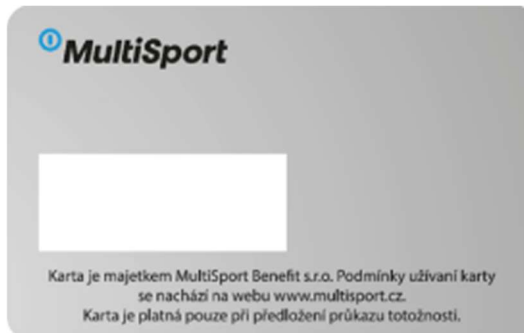 MultiSport
Karta je majetkem MultiSport Benefit s.r.o. Podmínky užívaní karty
se nachází na webu www.multisport.cz.
Karta je platná pouze při předložení průkazu totožnosti.